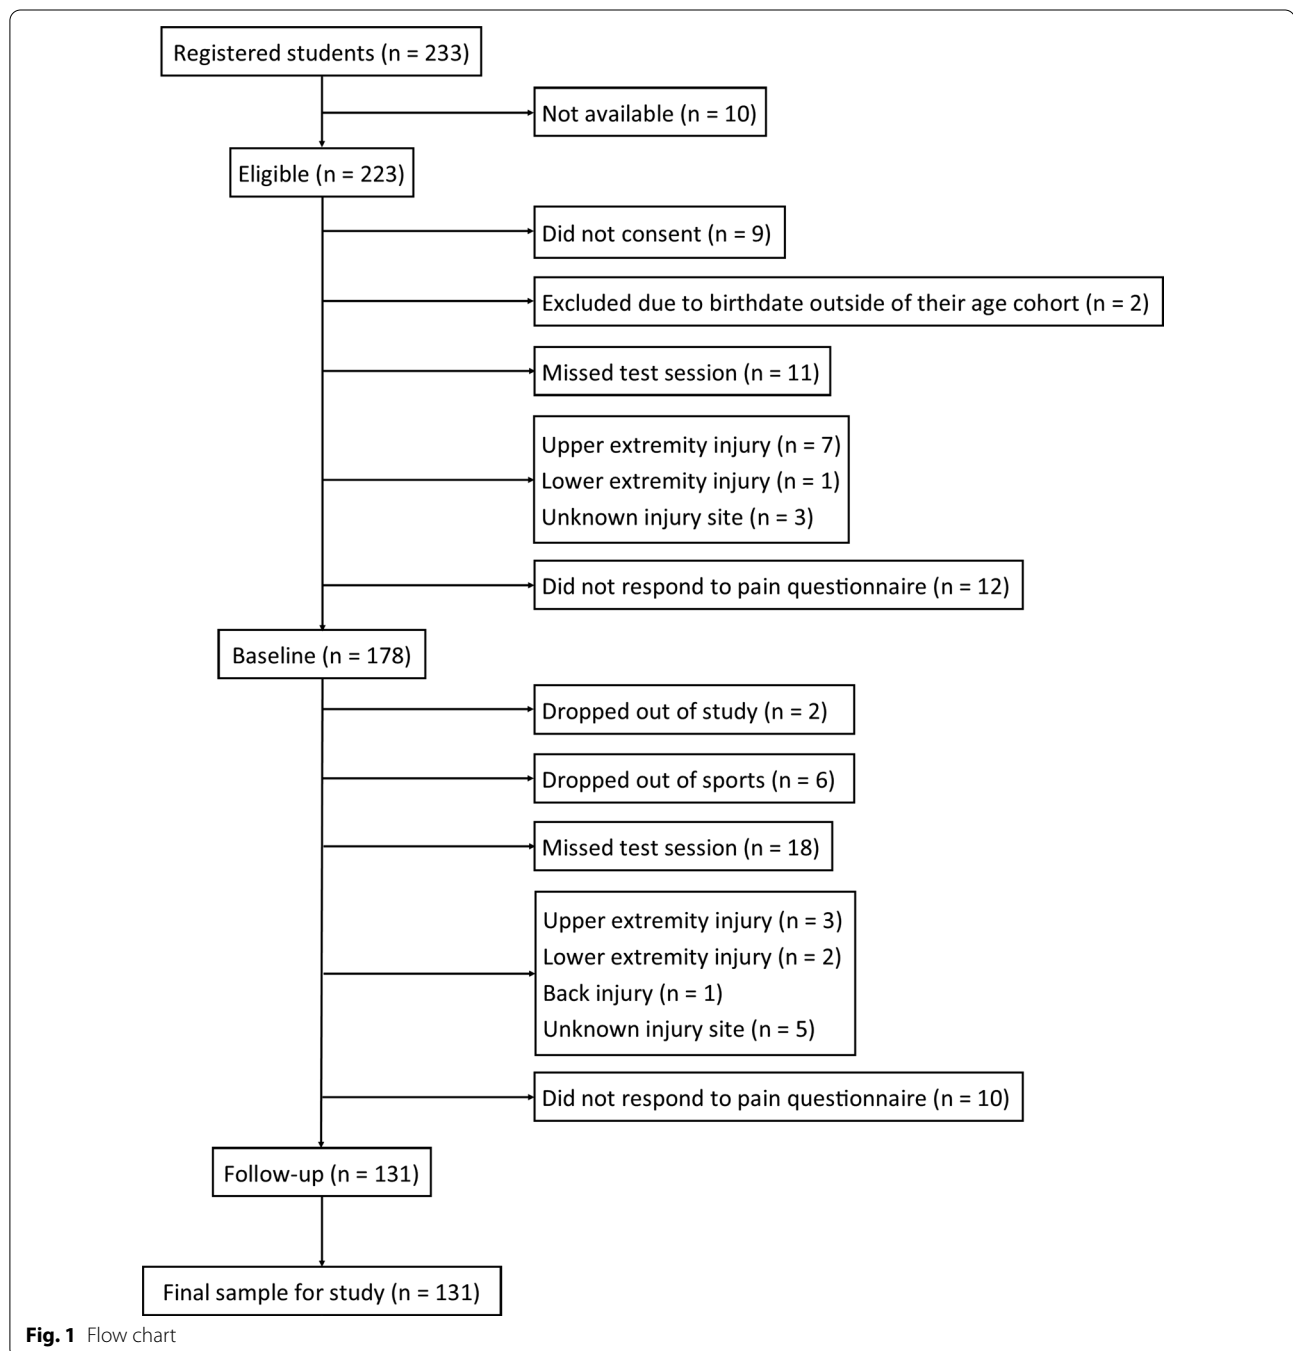 Registered students (n = 233)
Not available (n = 10)
Eligible (n = 223)
Did not consent (n = 9)
Excluded due to birthdate outside of their age cohort (n = 2)
Missed test session (n = 11)
Upper extremity injury (n = 7)
Lower extremity injury (n = 1)
Unknown injury site (n = 3)
Did not respond to pain questionnaire (n = 12)
Baseline (n = 178)
Dropped out of study (n = 2)
Dropped out of sports (n = 6)
Missed test session (n = 18)
Upper extremity injury (n = 3)
Lower extremity injury (n = 2)
Back injury (n = 1)
Unknown injury site (n = 5)
Did not respond to pain questionnaire (n = 10)
Follow-up (n = 131)
Final sample for study (n = 131)
Fig. 1 Flow chart